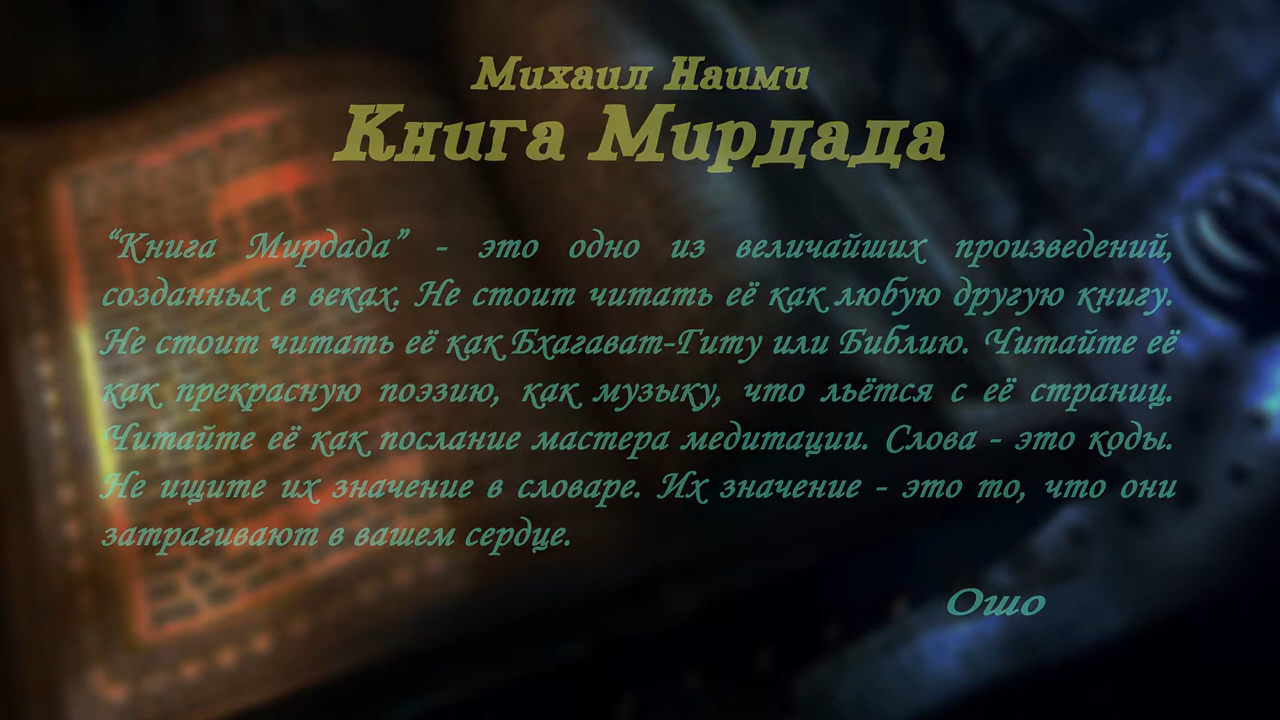 Михаил Наими
Книга Мирдада
“Книга Мирдада” - это одно из величайших произведений,
созданных в веках. Не стоит читать её как любую другую книгу.
Не стоит читать её как Бхагават-Гиту или Библию. Читайте её
как прекрасную поэзию, как музыку, что льётся с её страниц.
Читайте её как послание мастера медитации. Слова - это коды.
Не ищите их значение в словаре. Их значение - это то, что они
затрагивают в вашем сердце.
Ошо